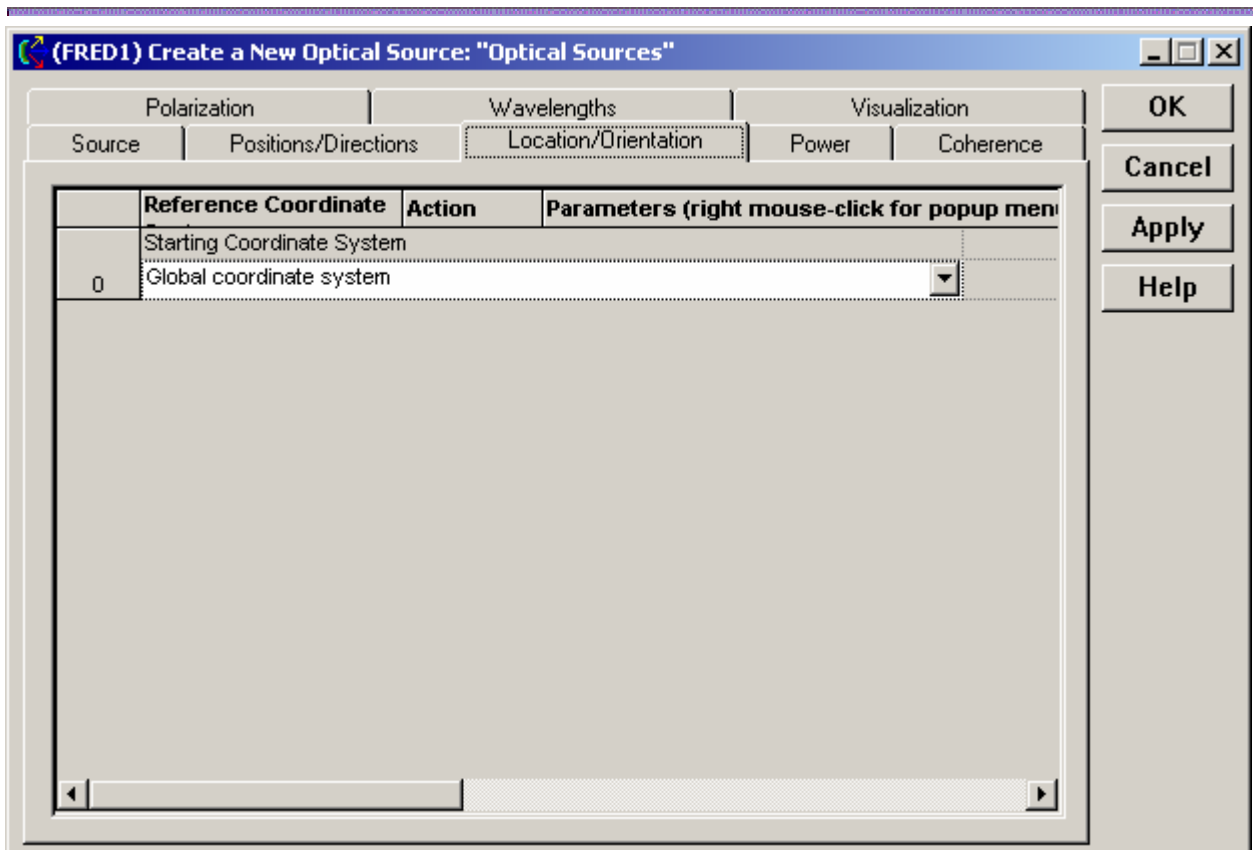 (FRED1) Create a New Optical Source: "Optical Sources"
Polarization Wavelengths Visualization
Source Positions/Directions Location/Orientation Power Coherence
OK
Cancel
Apply
Help
Reference Coordinate Action Parameters (right mouse-click for popup menu
Starting Coordinate System
0 Global coordinate system